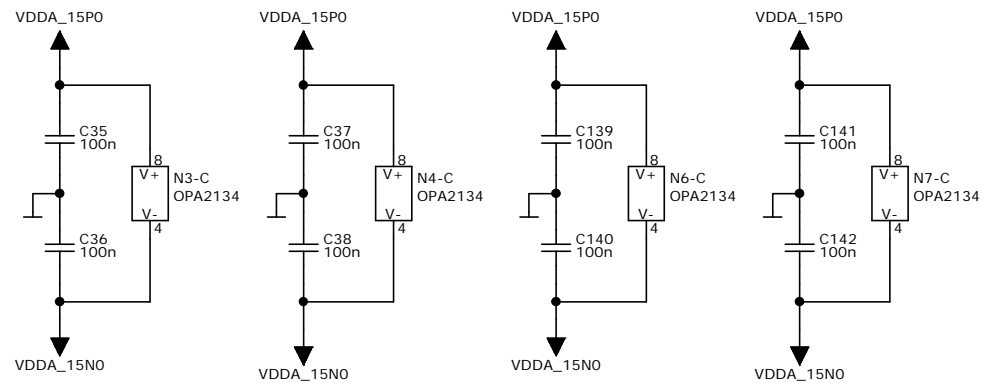 VDDA_15P0
C35
100n
8
V+
N3-C
OPA2134
V-
4
C36
100n
VDDA_15N0
VDDA_15P0
C37
100n
8
V+
N4-C
OPA2134
V-
4
C38
100n
VDDA_15N0
VDDA_15P0
C139
100n
8
V+
N6-C
OPA2134
V-
4
C140
100n
VDDA_15N0
VDDA_15P0
C141
100n
8
V+
N7-C
OPA2134
V-
4
C142
100n
VDDA_15N0